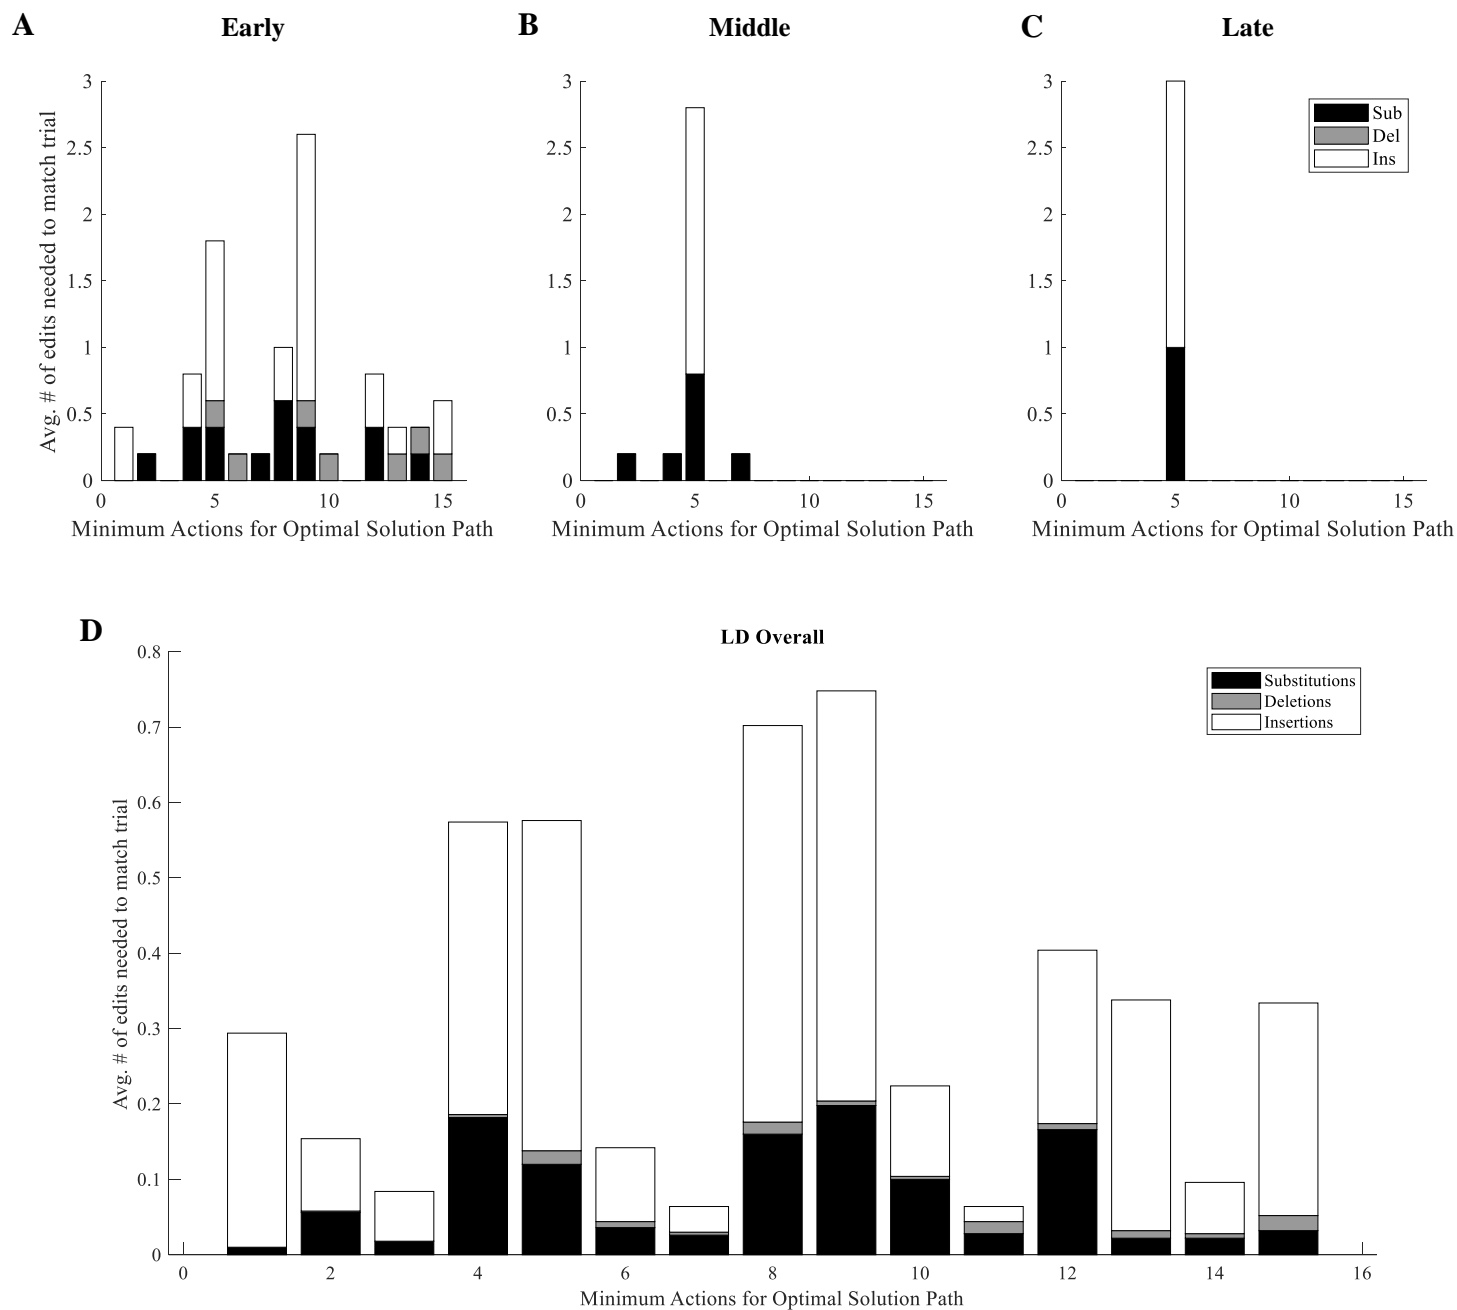 A
Early
B
Middle
C
Late
Avg. # of edits needed to match trial
3
2.5
2
1.5
1
0.5
0
0
5
10
15
Minimum Actions for Optimal Solution Path
3
2.5
2
1.5
1
0.5
0
0
5
10
15
Minimum Actions for Optimal Solution Path
3
2.5
2
1.5
1
0.5
0
0
5
10
15
Minimum Actions for Optimal Solution Path
Sub
Del
Ins
D
LD Overall
Avg. # of edits needed to match trial
0.8
0.7
0.6
0.5
0.4
0.3
0.2
0.1
0
Substitutions
Deletions
Insertions
0
2
4
6
8
10
12
14
16
Minimum Actions for Optimal Solution Path